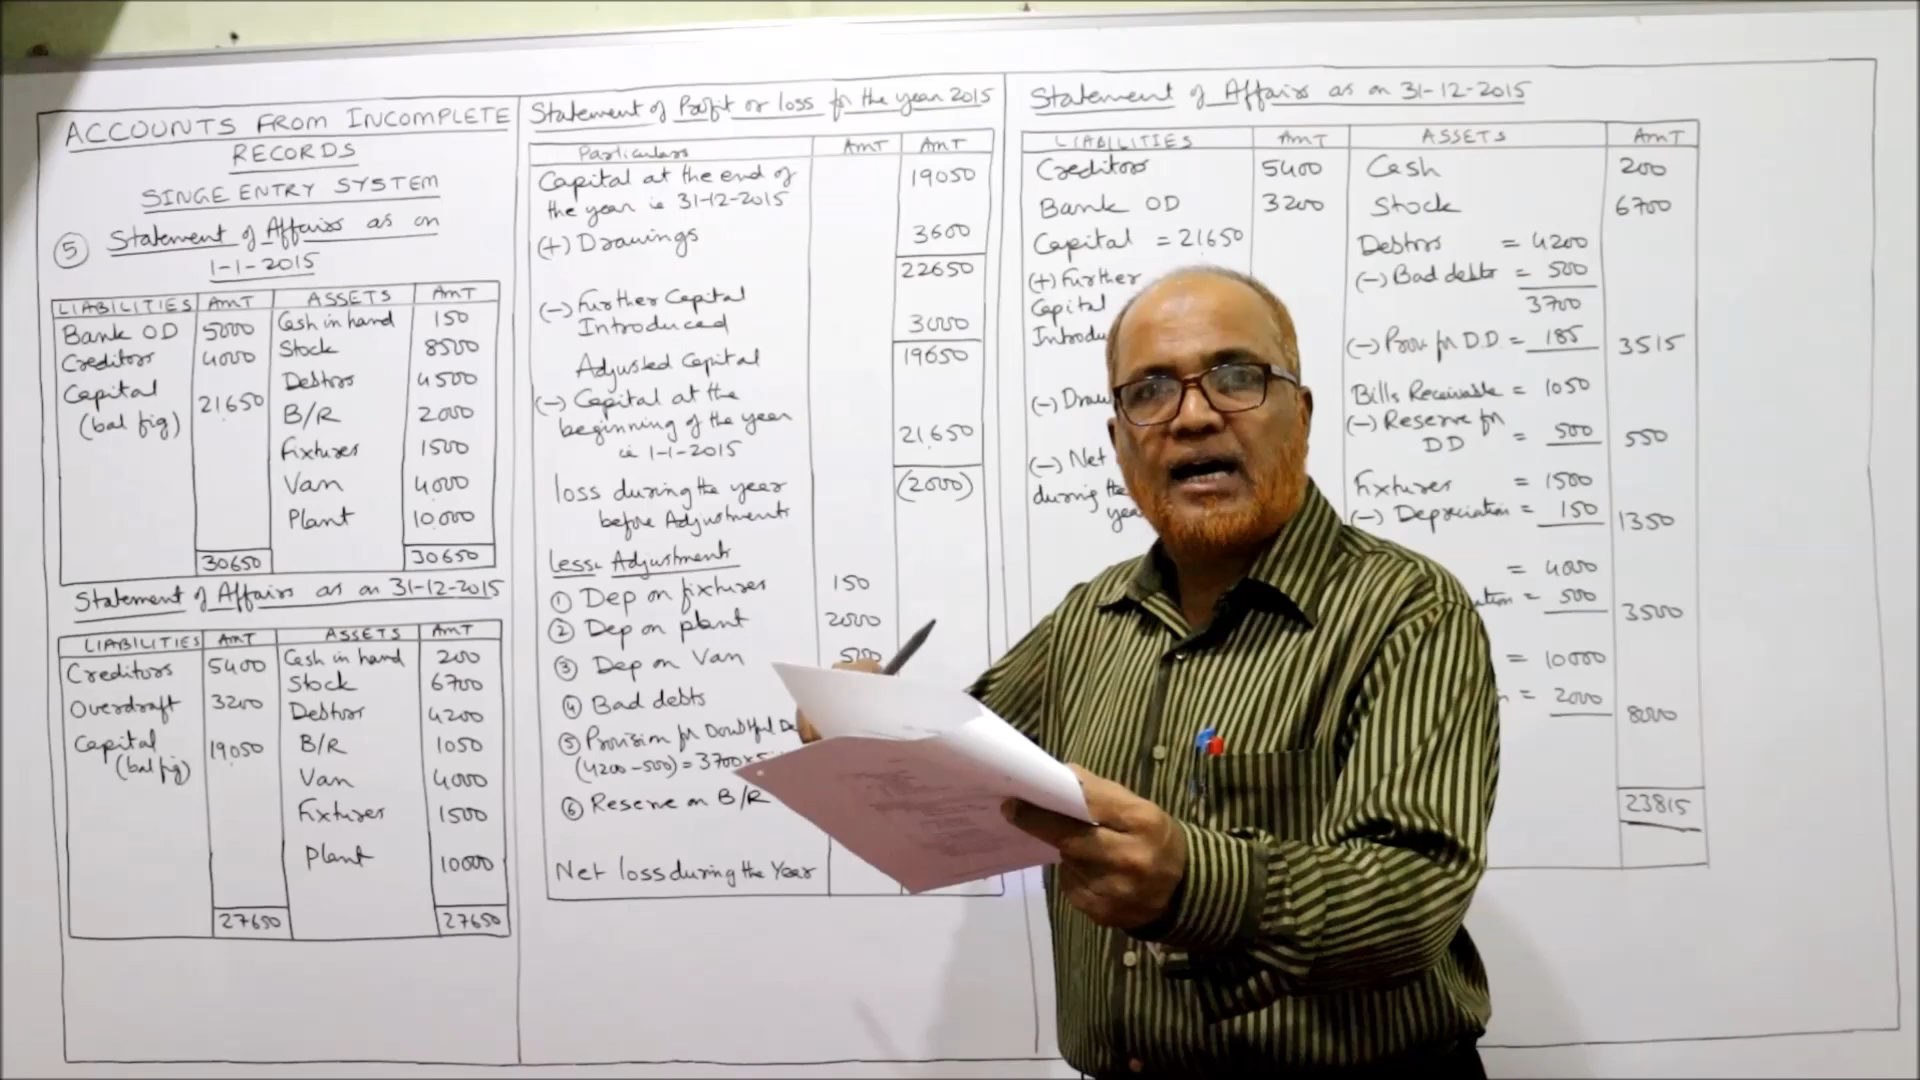 ACCOUNTS FROM INCOMPLETE
RECORDS
SINGE ENTRY SYSTEM
5 Statement of Affairs as on
1-1-2015
LIABILITIES AMT ASSETS AMT
Bank OD 5000 Cash in hand 150
Creditors 4000 Stock 8500
Capital 21650 Debtors 4500
(bal fig) B/R 2000
Fixtures 1500
Van 4000
Plant 10,000
30650 30650
Statement of Affairs as on 31-12-2015
LIABILITIES AMT ASSETS AMT
Creditors 5400 Cash in hand 200
Stock 6700
Overdraft 3200 Debtors 4200
Capital 19050 B/R 1050
(bal fig) Van 4000
Fixtures 1500
Plant 10000
27650 27650
Statement of Profit or loss for the year 2015
Particulars AMT AMT
Capital at the end of 19050
the year ie 31-12-2015
(+) Drawings 3600
22650
(-) Further Capital
Introduced 3000
Adjusted Capital 19650
(-) Capital at the
beginning of the year 21650
ie 1-1-2015
loss during the year (2000)
before Adjustments
less: Adjustments
1 Dep on fixtures 150
2 Dep on plant 2000
3 Dep on Van 500
4 Bad debts
5 Provision for Doubtful
(4200-500) = 3700x5
6 Reserve on B/R
Net loss during the Year
Statement of Affairs as on 31-12-2015
LIABILITIES AMT ASSETS AMT
Creditors 5400 Cash 200
Bank OD 3200 Stock 6700
Capital = 21650 Debtors = 4200
(+) Further (-) Bad debts = 500
Capital 3700
(-) Prov for D.D. = 185 3515
Bills Receivable = 1050
(-) Reserve for
DD = 500 550
(-) Net Fixtures = 1500
during the (-) Depreciation = 150 1350
year
= 4000
= 500 3500
= 10000
= 2000 8000
23815